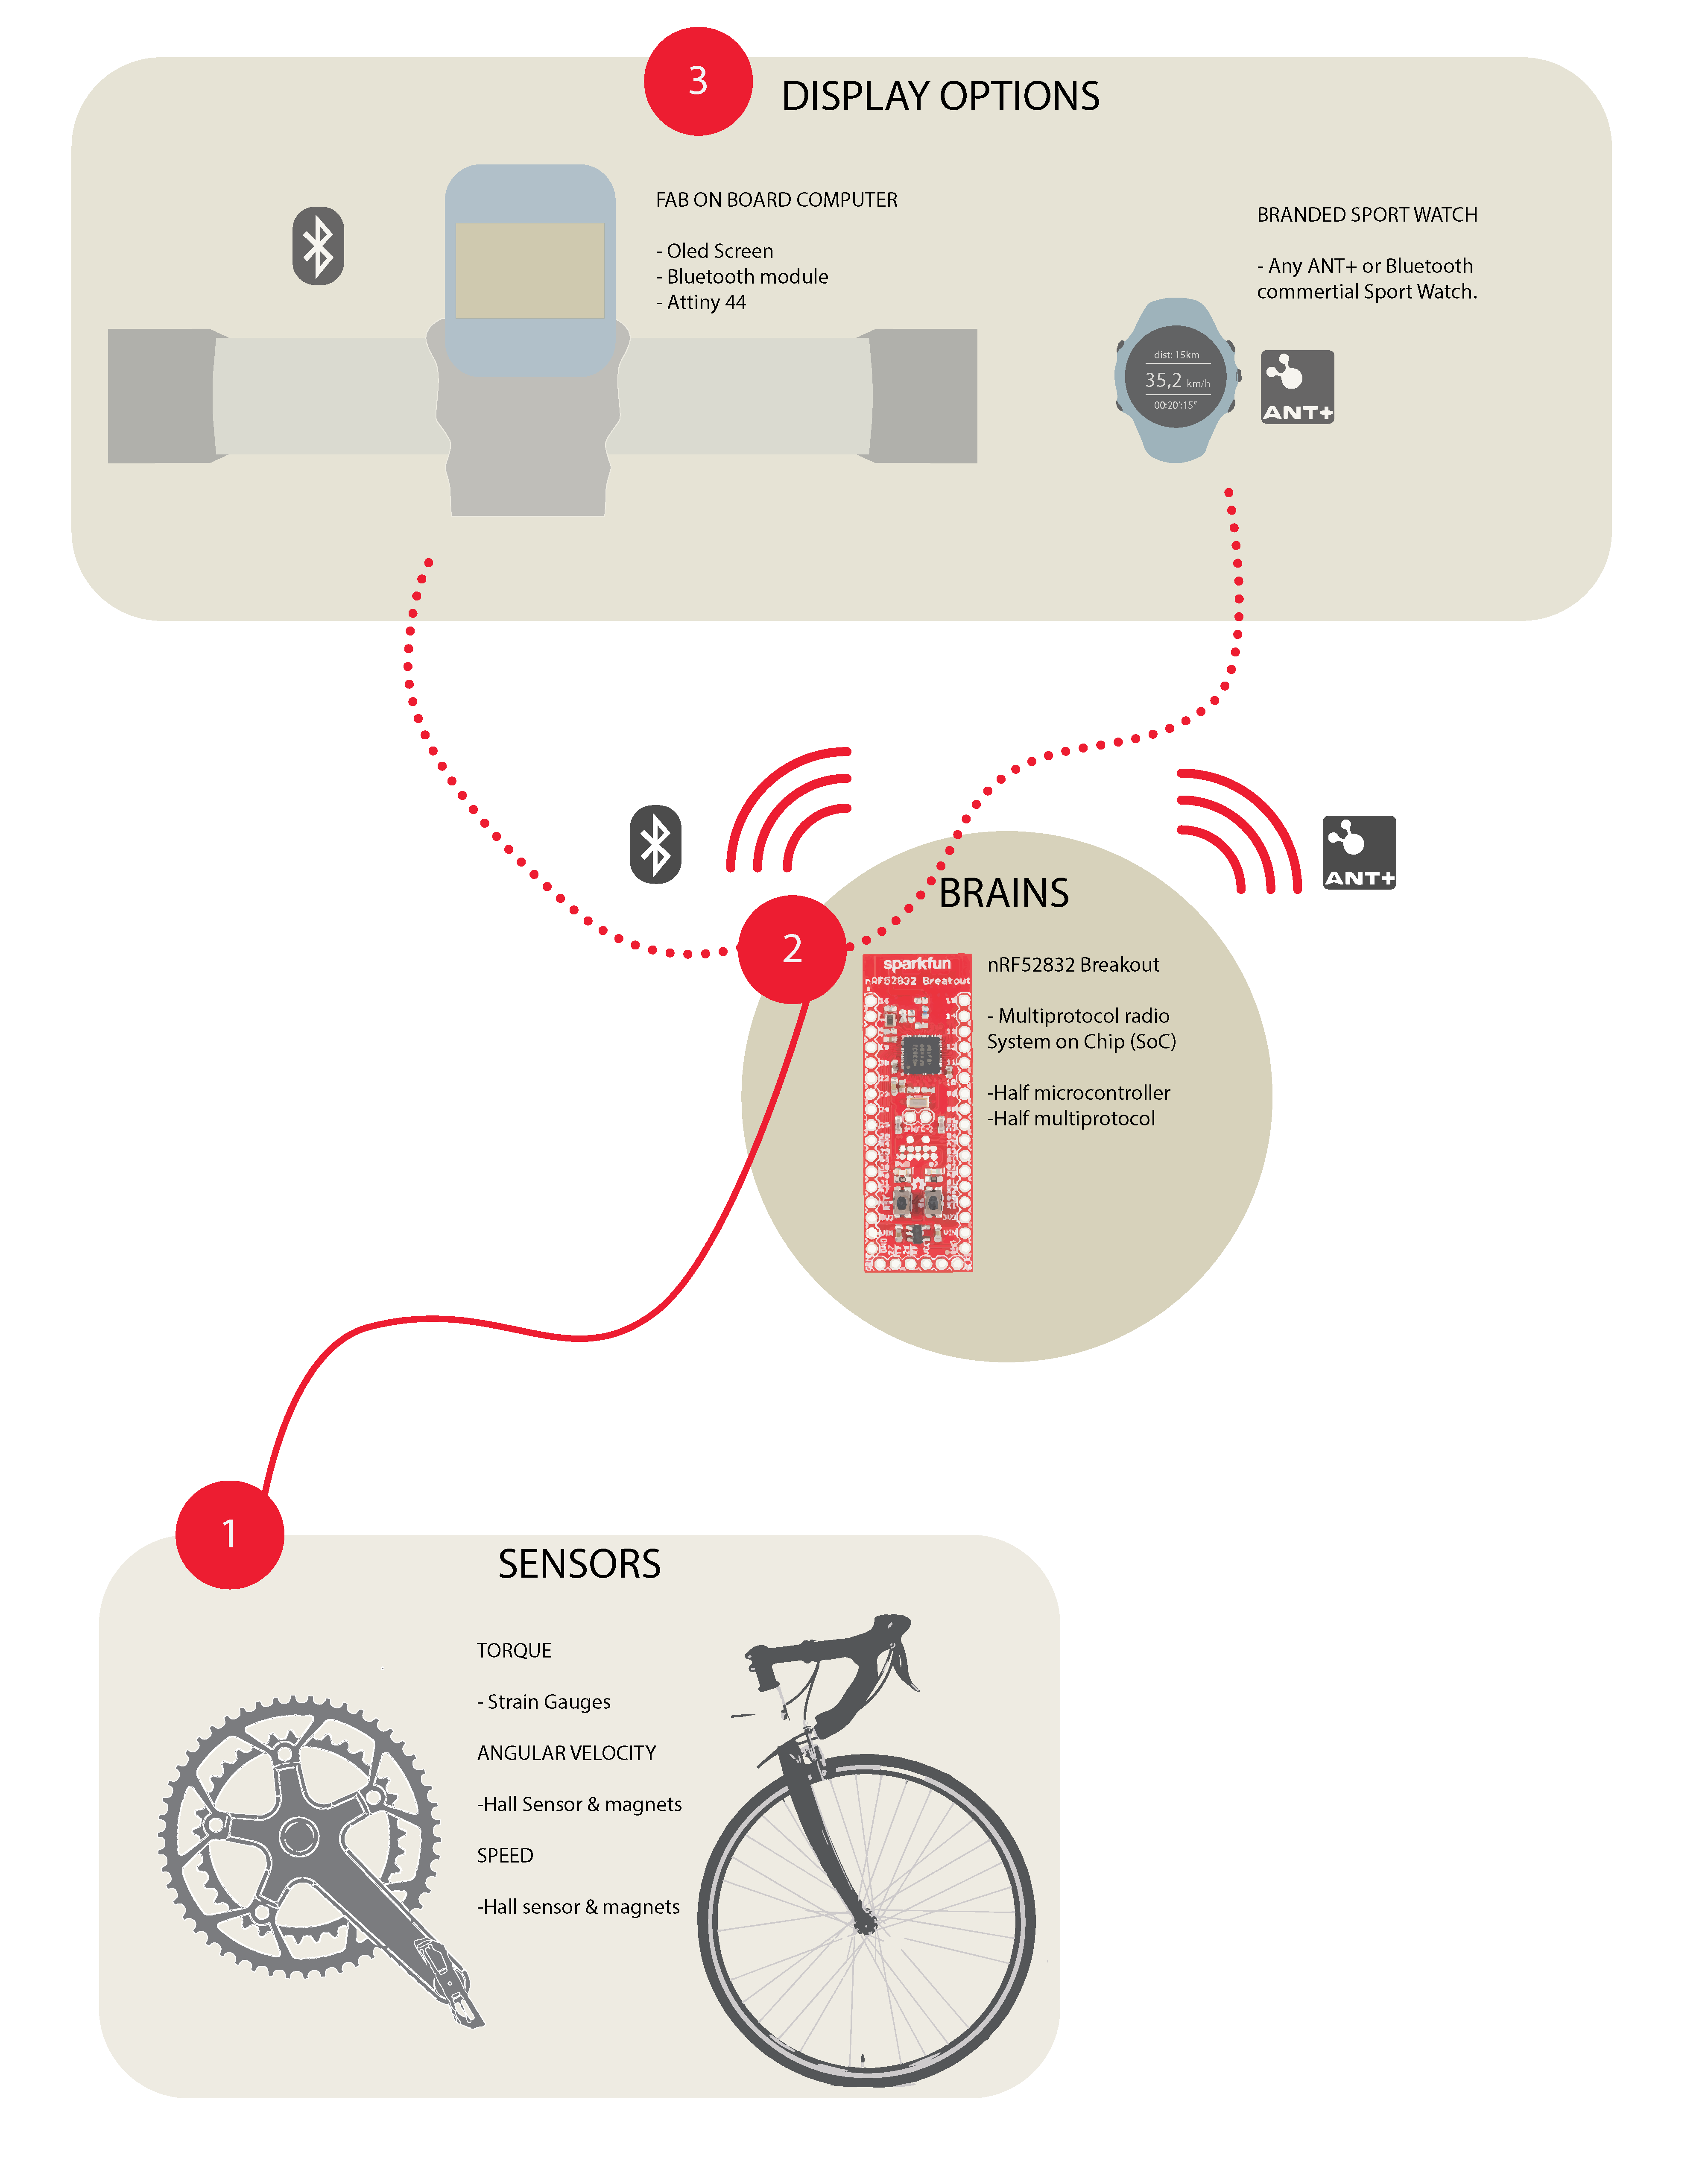 3
DISPLAY OPTIONS
FAB ON BOARD COMPUTER
- Oled Screen
- Bluetooth module
- Attiny 44
BRANDED SPORT WATCH
- Any ANT+ or Bluetooth
commertial Sport Watch.
dist: 15km
35,2 km/h
00:20':15"
ANT+
ANT+
BRAINS
2
sparkfun
nRF52832 Breakout
nRF52832 Breakout
- Multiprotocol radio
System on Chip (SoC)
-Half microcontroller
-Half multiprotocol
1
SENSORS
TORQUE
- Strain Gauges
ANGULAR VELOCITY
-Hall Sensor & magnets
SPEED
-Hall sensor & magnets